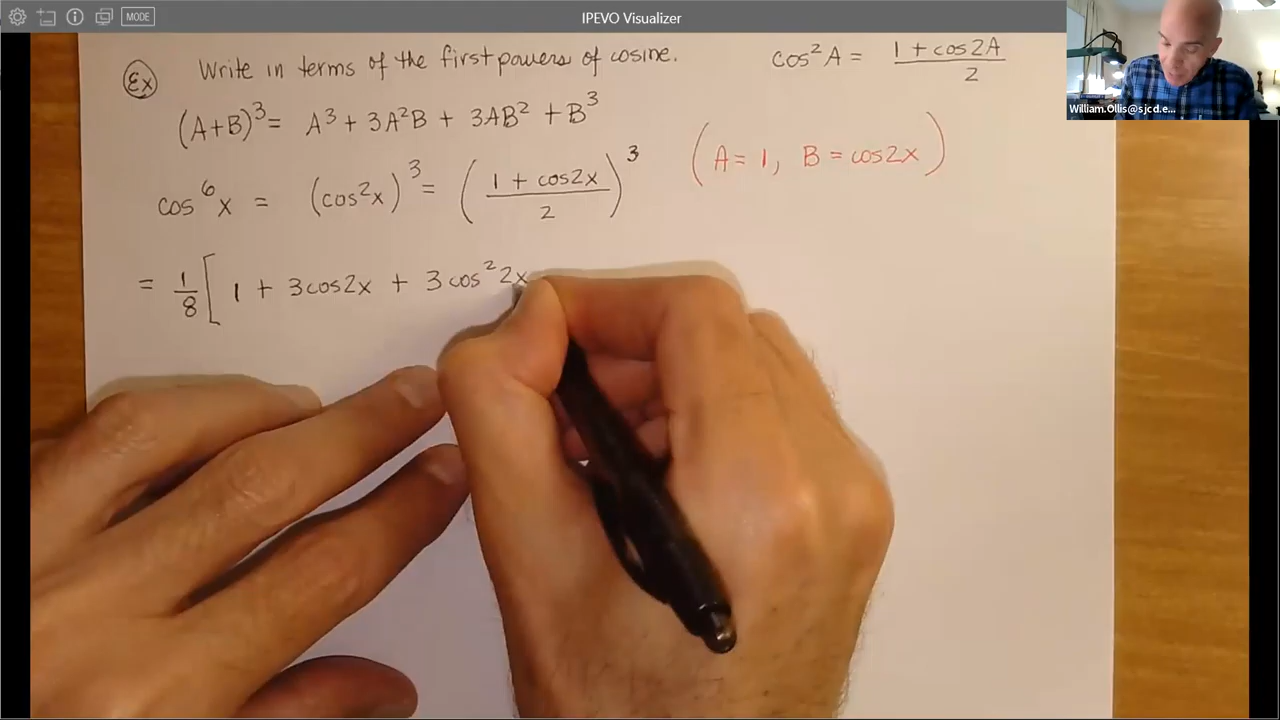 MODE
IPEVO Visualizer
Ex Write in terms of the first powers of cosine.
cos²A = (1 + cos2A)/2
(A+B)³ = A³ + 3A²B + 3AB² + B³
(A = 1, B = cos2x)
cos⁶x = (cos²x)³ = ((1 + cos2x)/2)³
= 1/8 [ 1 + 3cos2x + 3cos²2x
William.Ollis@sjcd.e...